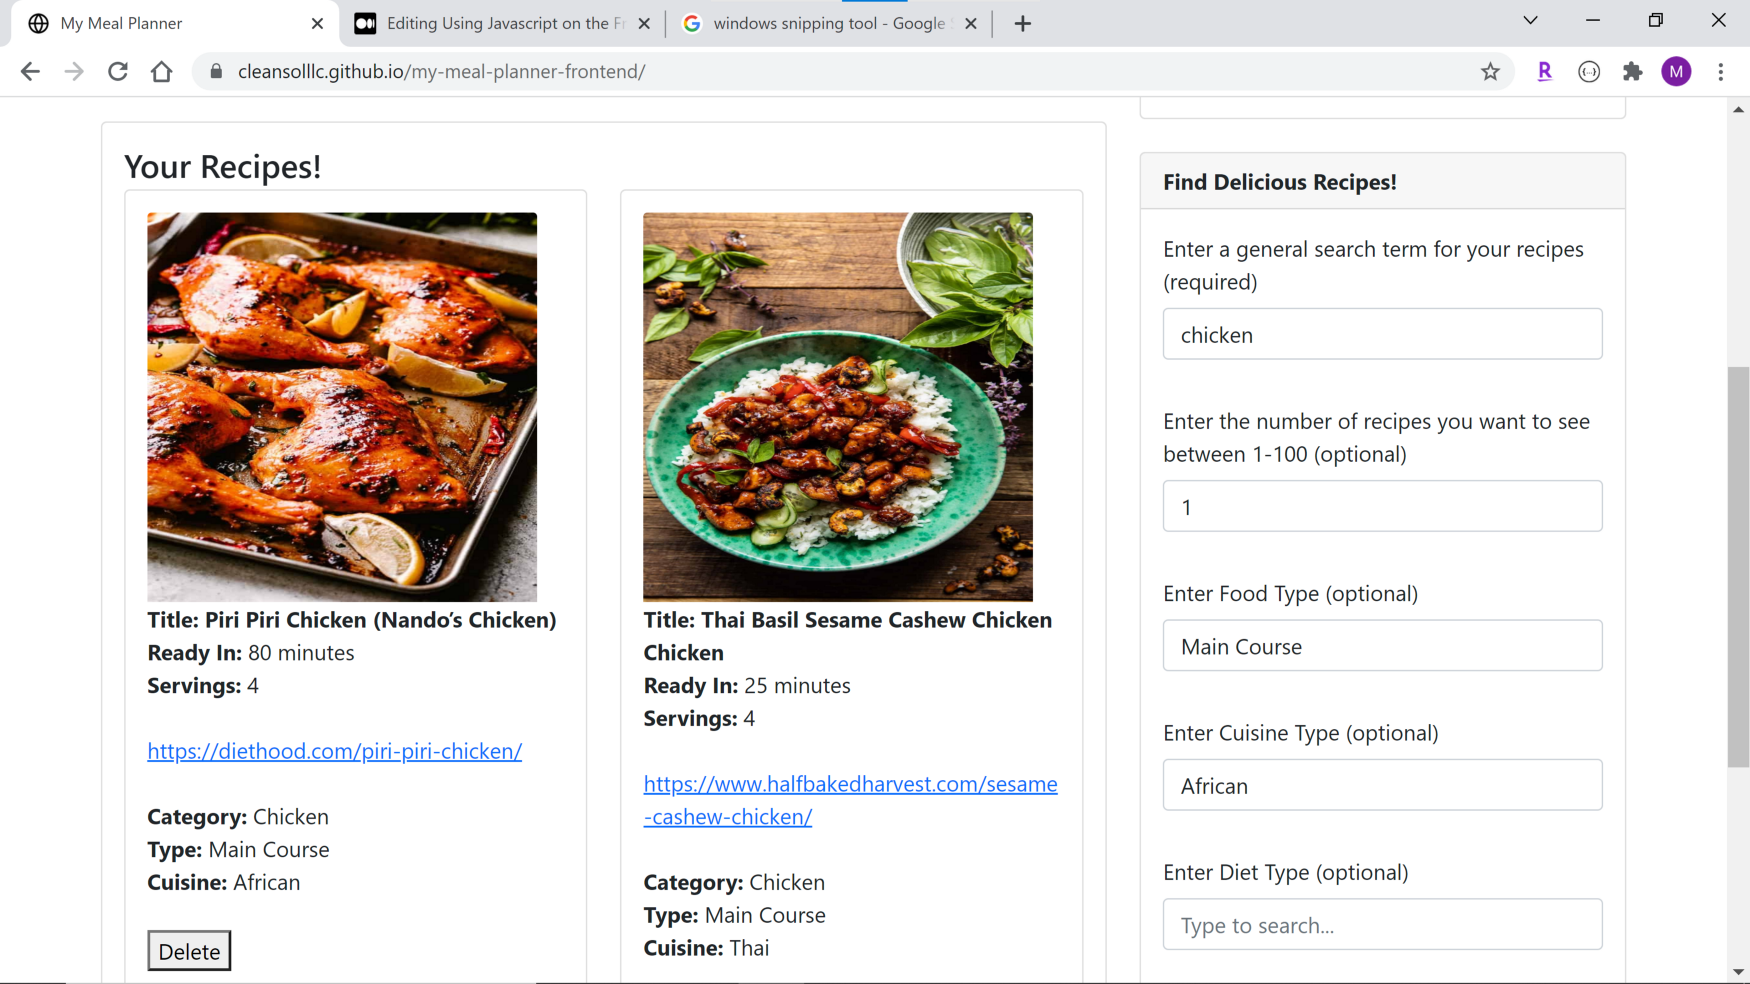 My Meal Planner
Editing Using Javascript on the Fr
windows snipping tool - Google S
cleansolllc.github.io/my-meal-planner-frontend/
R
M
Your Recipes!
Title: Piri Piri Chicken (Nando’s Chicken)
Ready In: 80 minutes
Servings: 4
https://diethood.com/piri-piri-chicken/
Category: Chicken
Type: Main Course
Cuisine: African
Delete
Title: Thai Basil Sesame Cashew Chicken
Chicken
Ready In: 25 minutes
Servings: 4
https://www.halfbakedharvest.com/sesame
-cashew-chicken/
Category: Chicken
Type: Main Course
Cuisine: Thai
Find Delicious Recipes!
Enter a general search term for your recipes
(required)
chicken
Enter the number of recipes you want to see
between 1-100 (optional)
1
Enter Food Type (optional)
Main Course
Enter Cuisine Type (optional)
African
Enter Diet Type (optional)
Type to search...